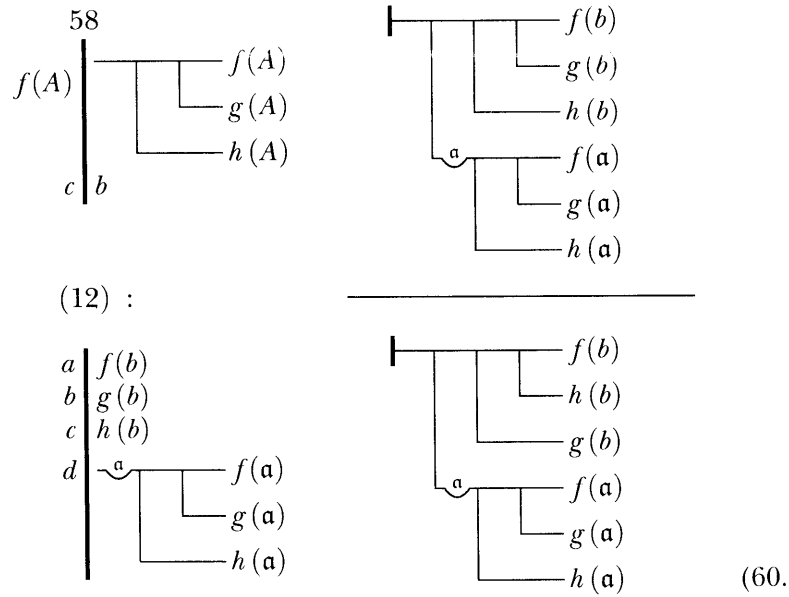 58
f(A) f(A)
g(A)
h(A)
c b
f(b)
g(b)
h(b)
𝔞 f(𝔞)
g(𝔞)
h(𝔞)
(12) :
a f(b)
b g(b)
c h(b)
d 𝔞 f(𝔞)
g(𝔞)
h(𝔞)
f(b)
h(b)
g(b)
𝔞 f(𝔞)
g(𝔞)
h(𝔞)
(60.